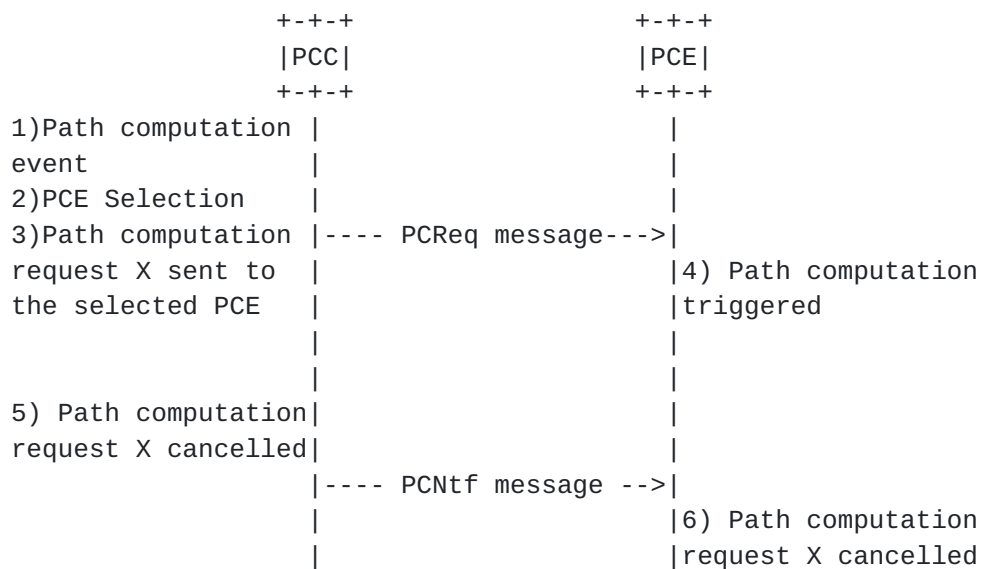 +-+-+                  +-+-+
                 |PCC|                  |PCE|
                 +-+-+                  +-+-+
1)Path computation |                      |
event              |                      |
2)PCE Selection    |                      |
3)Path computation |---- PCReq message--->|
request X sent to  |                      |4) Path computation
the selected PCE   |                      |triggered
                   |                      |
                   |                      |
5) Path computation|                      |
request X cancelled|                      |
                   |---- PCNtf message -->|
                   |                      |6) Path computation
                   |                      |request X cancelled